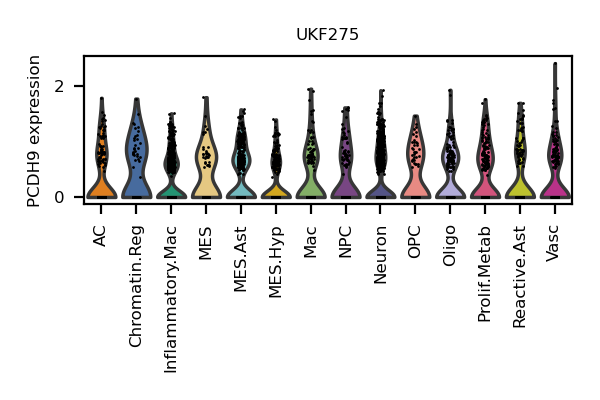 UKF275
PCDH9 expression
2
0
AC
Chromatin.Reg
Inflammatory.Mac
MES
MES.Ast
MES.Hyp
Mac
NPC
Neuron
OPC
Oligo
Prolif.Metab
Reactive.Ast
Vasc